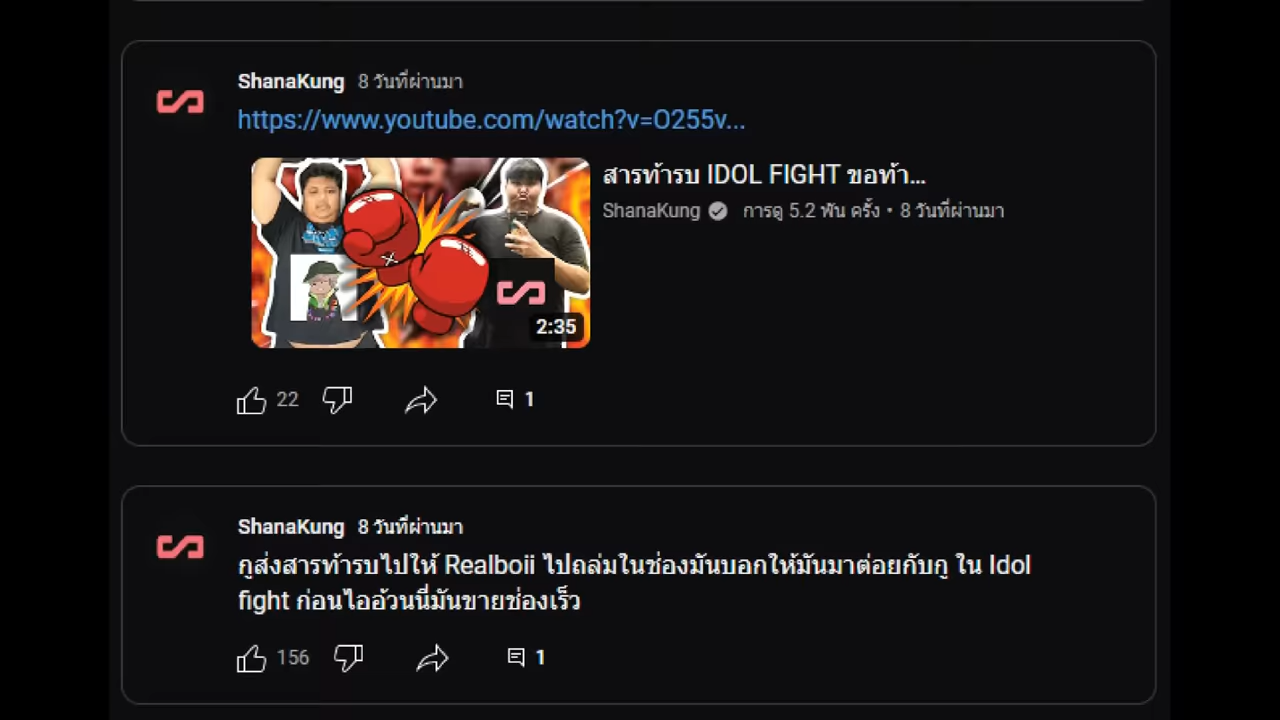 ShanaKung 8 วันที่ผ่านมา
https://www.youtube.com/watch?v=O255v...
สารท้ารบ IDOL FIGHT ขอท้า...
ShanaKung การดู 5.2 พัน ครั้ง • 8 วันที่ผ่านมา
2:35
22 1
ShanaKung 8 วันที่ผ่านมา
กูส่งสารท้ารบไปให้ Realboii ไปถล่มในช่องมันบอกให้มันมาต่อยกับกู ใน Idol
fight ก่อนไออ้วนนี่มันขายช่องเร็ว
156 1